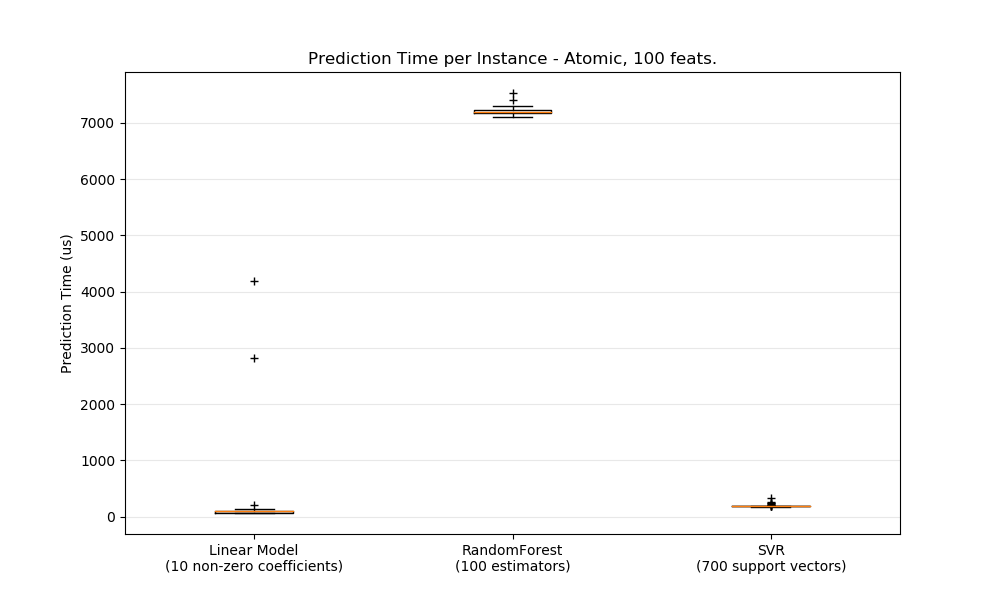 Prediction Time per Instance - Atomic, 100 feats.
Prediction Time (us)
7000
6000
5000
4000
3000
2000
1000
0
Linear Model
(10 non-zero coefficients)
RandomForest
(100 estimators)
SVR
(700 support vectors)